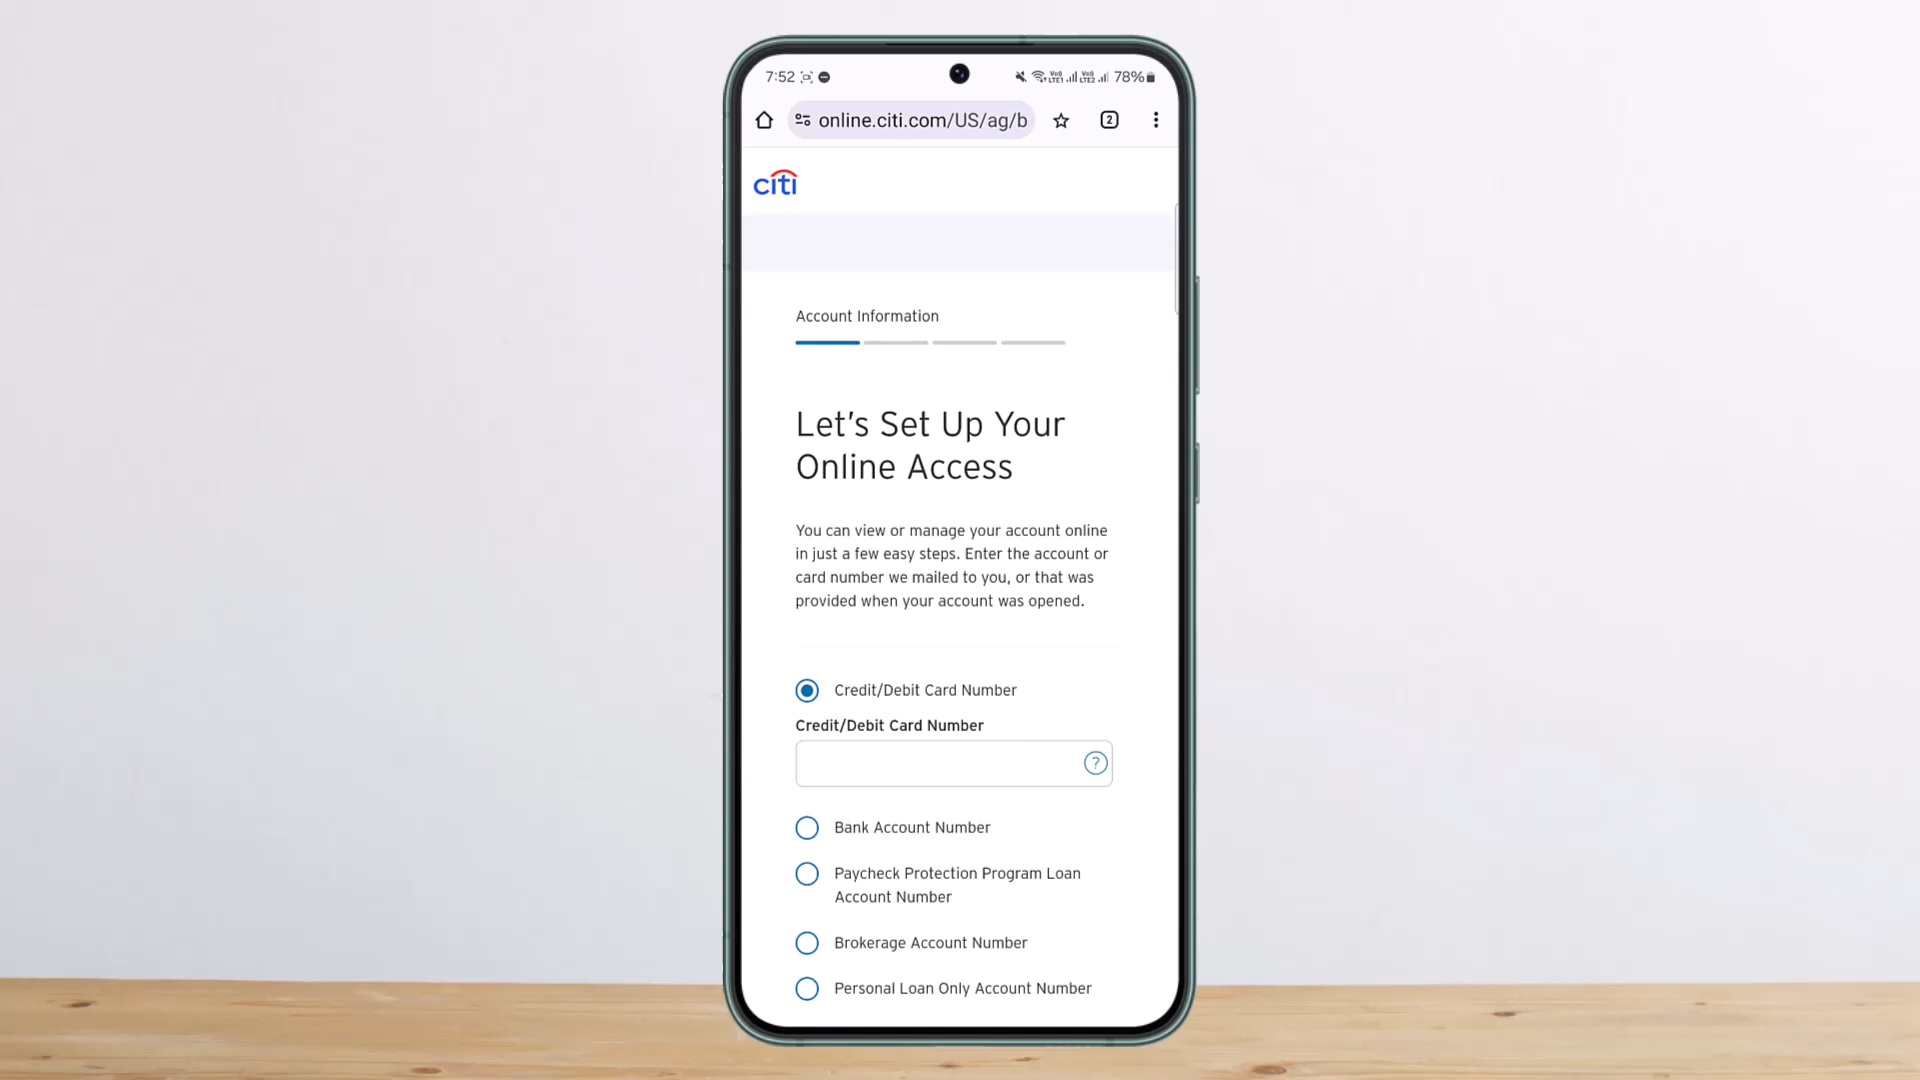 7:52 78%
online.citi.com/US/ag/b 2
citi
Account Information
Let's Set Up Your
Online Access
You can view or manage your account online
in just a few easy steps. Enter the account or
card number we mailed to you, or that was
provided when your account was opened.
Credit/Debit Card Number
Credit/Debit Card Number
?
Bank Account Number
Paycheck Protection Program Loan
Account Number
Brokerage Account Number
Personal Loan Only Account Number